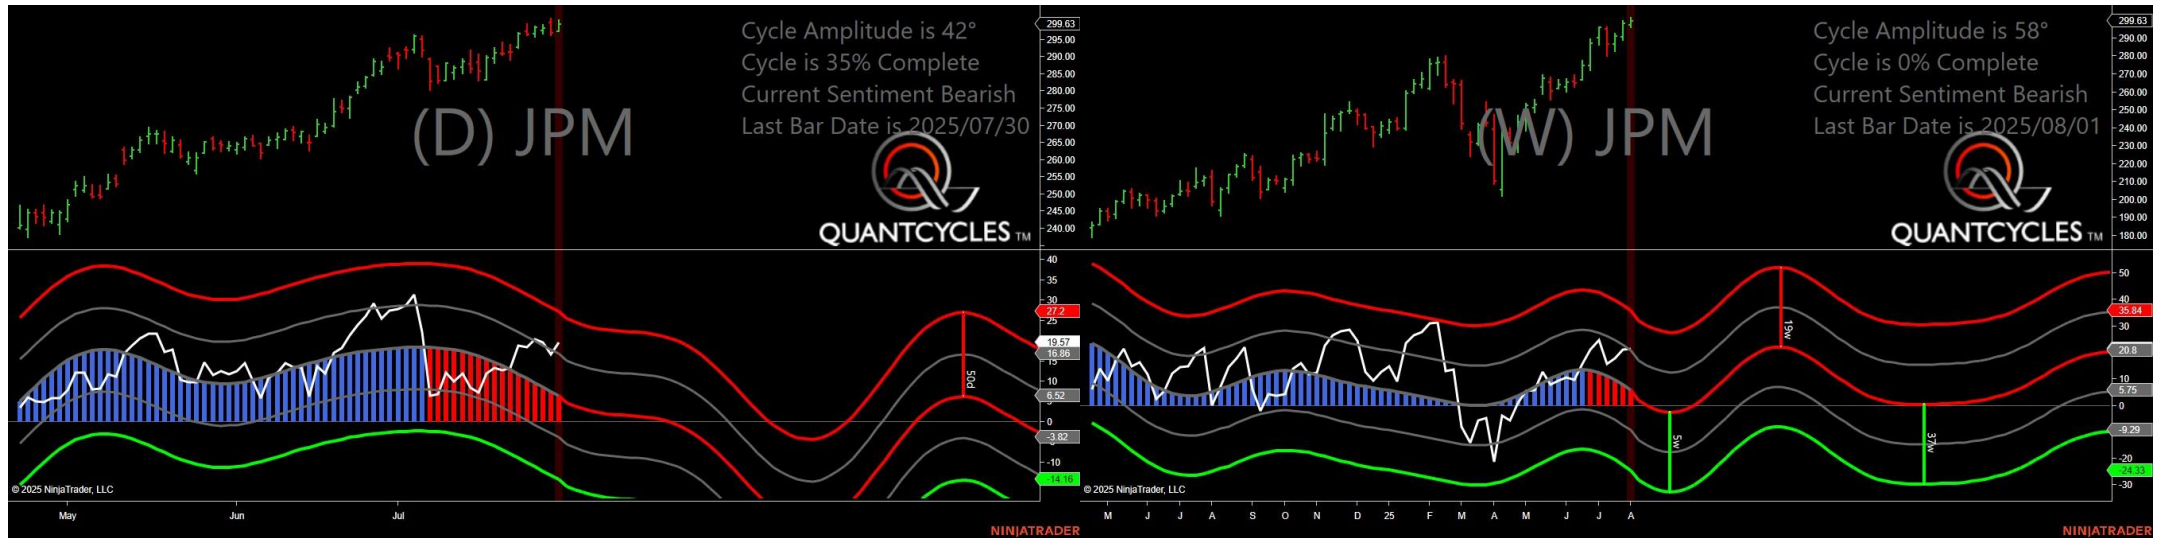 Cycle Amplitude is 42°
Cycle is 35% Complete
Current Sentiment Bearish
Last Bar Date is 2025/07/30
(D) JPM
QUANTCYCLES TM
299.63
295.00
290.00
285.00
280.00
275.00
270.00
265.00
260.00
255.00
250.00
245.00
240.00
40
35
30
27.2
25
19.57
16.86
10
6.52
0
-3.82
-10
-14.16
50d
© 2025 NinjaTrader, LLC
May
Jun
Jul
NINJATRADER
Cycle Amplitude is 58°
Cycle is 0% Complete
Current Sentiment Bearish
Last Bar Date is 2025/08/01
(W) JPM
QUANTCYCLES TM
299.63
290.00
280.00
270.00
260.00
250.00
240.00
230.00
220.00
210.00
200.00
190.00
180.00
50
40
35.84
30
20.8
10
5.75
0
-9.29
-20
-24.33
-30
19w
5w
37w
© 2025 NinjaTrader, LLC
M J J A S O N D 25 F M A M J J A
NINJATRADER